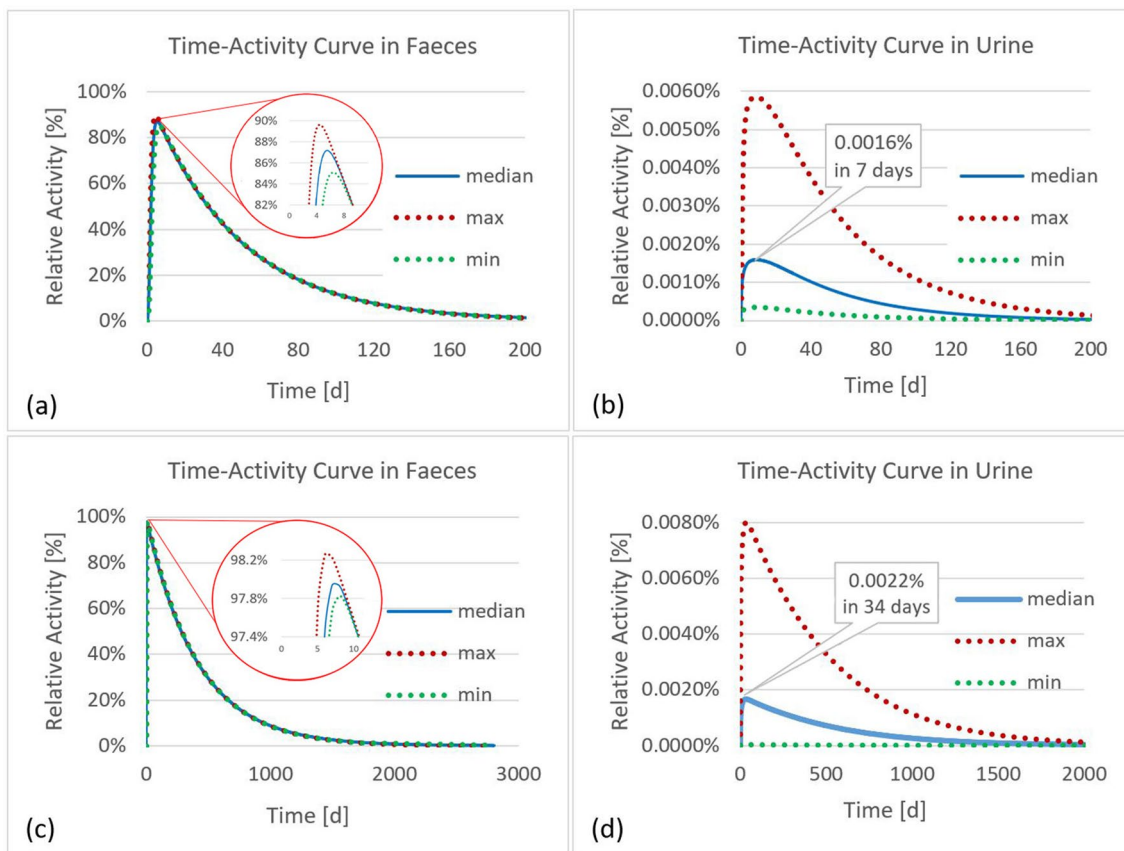 Time-Activity Curve in Faeces
Relative Activity [%]
100%
80%
60%
40%
20%
0%
0 40 80 120 160 200
Time [d]
90%
88%
86%
84%
82%
0 4 8
median
max
min
(a)
Time-Activity Curve in Urine
Relative Activity [%]
0.0060%
0.0050%
0.0040%
0.0030%
0.0020%
0.0010%
0.0000%
0 40 80 120 160 200
Time [d]
0.0016%
in 7 days
median
max
min
(b)
Time-Activity Curve in Faeces
Relative Activity [%]
100%
80%
60%
40%
20%
0%
0 1000 2000 3000
Time [d]
98.2%
97.8%
97.4%
0 5 10
median
max
min
(c)
Time-Activity Curve in Urine
Relative Activity [%]
0.0080%
0.0060%
0.0040%
0.0020%
0.0000%
0 500 1000 1500 2000
Time [d]
0.0022%
in 34 days
median
max
min
(d)